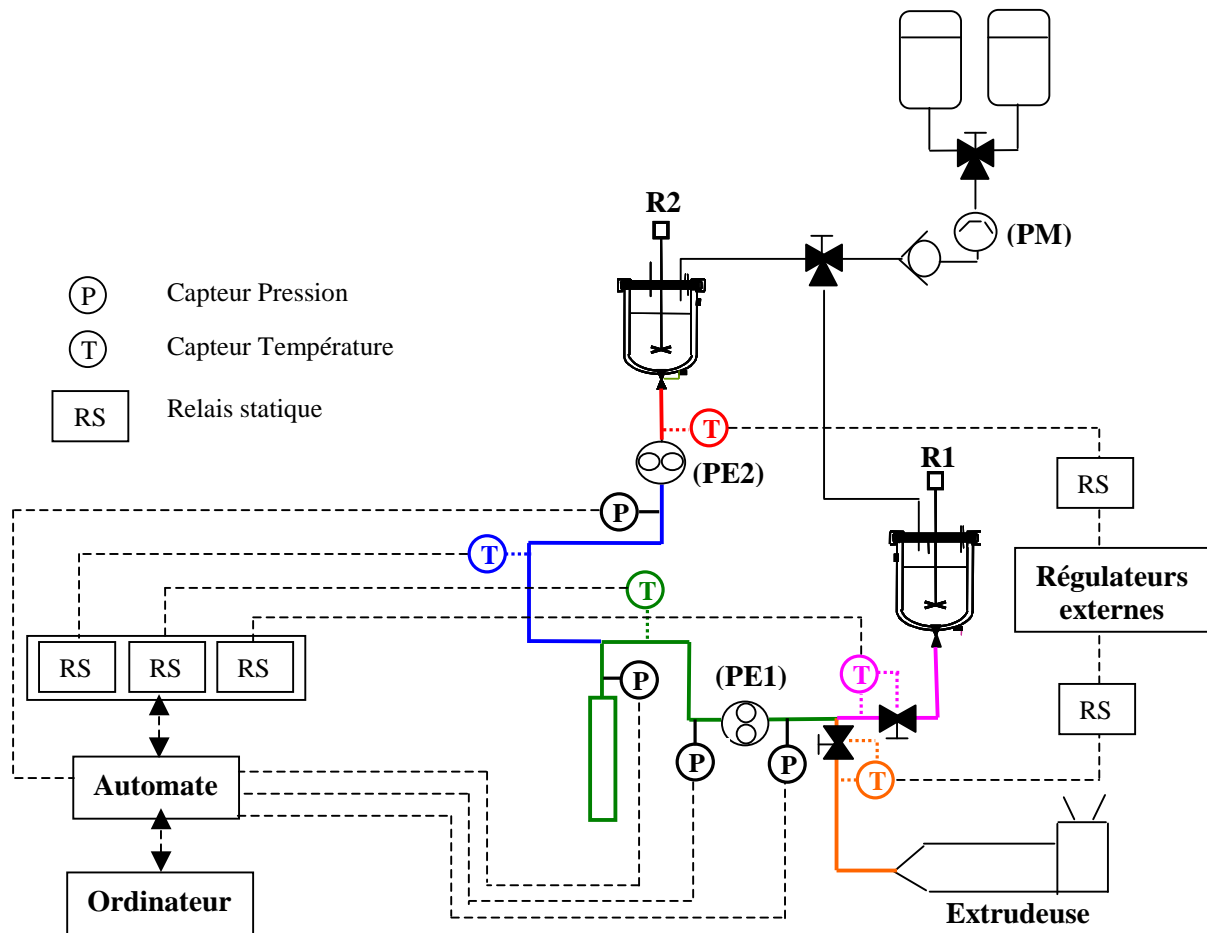 R2
(PM)
P Capteur Pression
T Capteur Température
RS Relais statique
T
(PE2)
R1
P
RS
T
T
Régulateurs
externes
RS RS RS
P
(PE1)
T
RS
P
P
T
Automate
Ordinateur
Extrudeuse